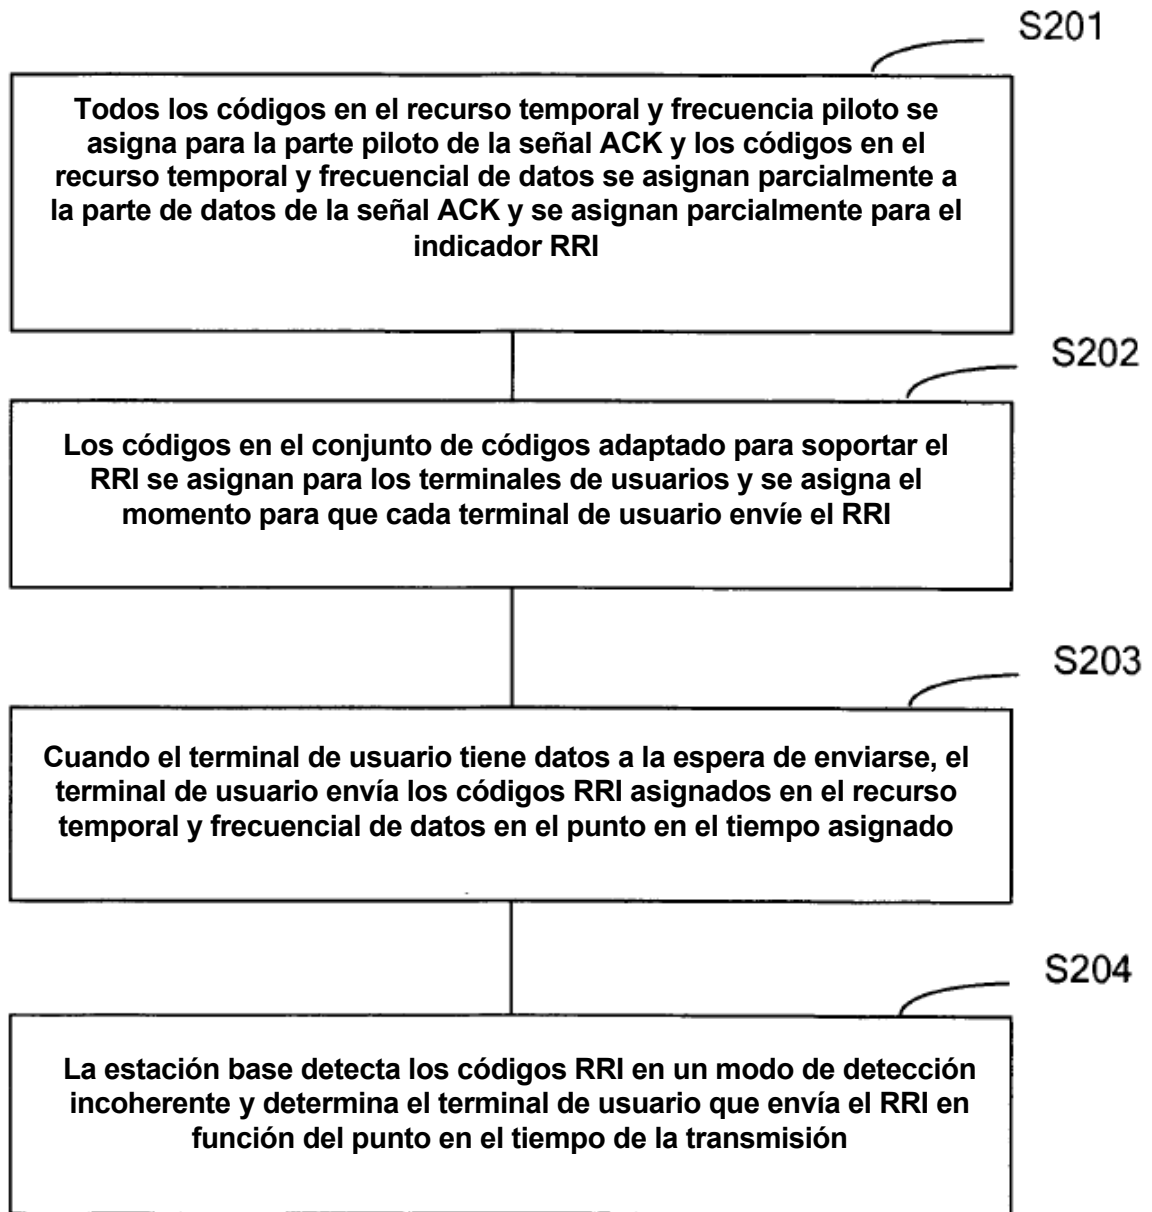 S201
Todos los códigos en el recurso temporal y frecuencia piloto se
asigna para la parte piloto de la señal ACK y los códigos en el
recurso temporal y frecuencial de datos se asignan parcialmente a
la parte de datos de la señal ACK y se asignan parcialmente para el
indicador RRI
S202
Los códigos en el conjunto de códigos adaptado para soportar el
RRI se asignan para los terminales de usuarios y se asigna el
momento para que cada terminal de usuario envíe el RRI
S203
Cuando el terminal de usuario tiene datos a la espera de enviarse, el
terminal de usuario envía los códigos RRI asignados en el recurso
temporal y frecuencial de datos en el punto en el tiempo asignado
S204
La estación base detecta los códigos RRI en un modo de detección
incoherente y determina el terminal de usuario que envía el RRI en
función del punto en el tiempo de la transmisión